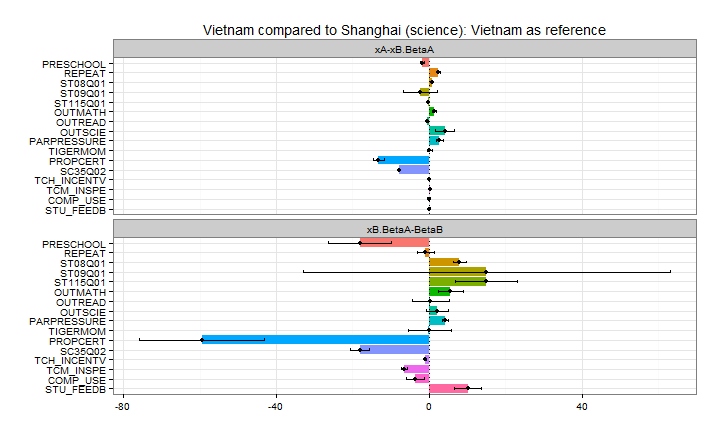 Vietnam compared to Shanghai (science): Vietnam as reference
xA-xB.BetaA
PRESCHOOL
REPEAT
ST08Q01
ST09Q01
ST115Q01
OUTMATH
OUTREAD
OUTSCIE
PARPRESSURE
TIGERMOM
PROPCERT
SC35Q02
TCH_INCENTV
TCM_INSPE
COMP_USE
STU_FEEDB
xB.BetaA-BetaB
PRESCHOOL
REPEAT
ST08Q01
ST09Q01
ST115Q01
OUTMATH
OUTREAD
OUTSCIE
PARPRESSURE
TIGERMOM
PROPCERT
SC35Q02
TCH_INCENTV
TCM_INSPE
COMP_USE
STU_FEEDB
-80 -40 0 40